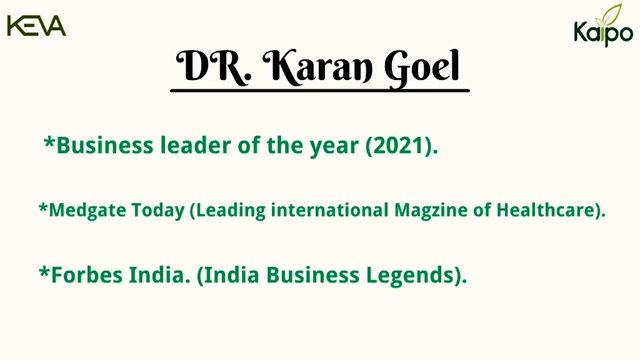 KEVA
Kaipo
DR. Karan Goel
*Business leader of the year (2021).
*Medgate Today (Leading international Magzine of Healthcare).
*Forbes India. (India Business Legends).